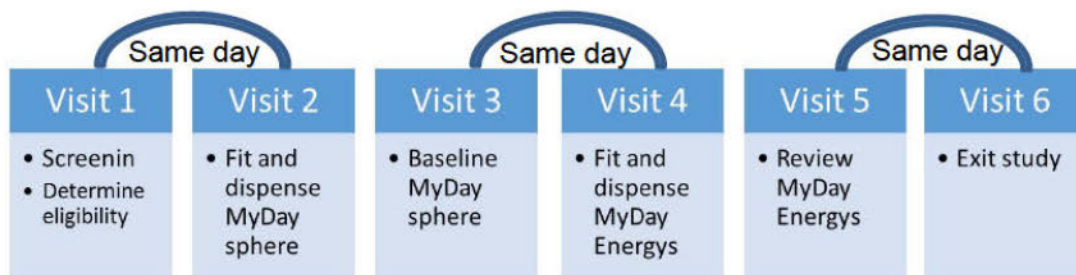 Same day
Same day
Same day
Visit 1
Visit 2
Visit 3
Visit 4
Visit 5
Visit 6
• Screenin
• Determine
eligibility
• Fit and
dispense
MyDay
sphere
• Baseline
MyDay
sphere
• Fit and
dispense
MyDay
Energys
• Review
MyDay
Energys
• Exit study